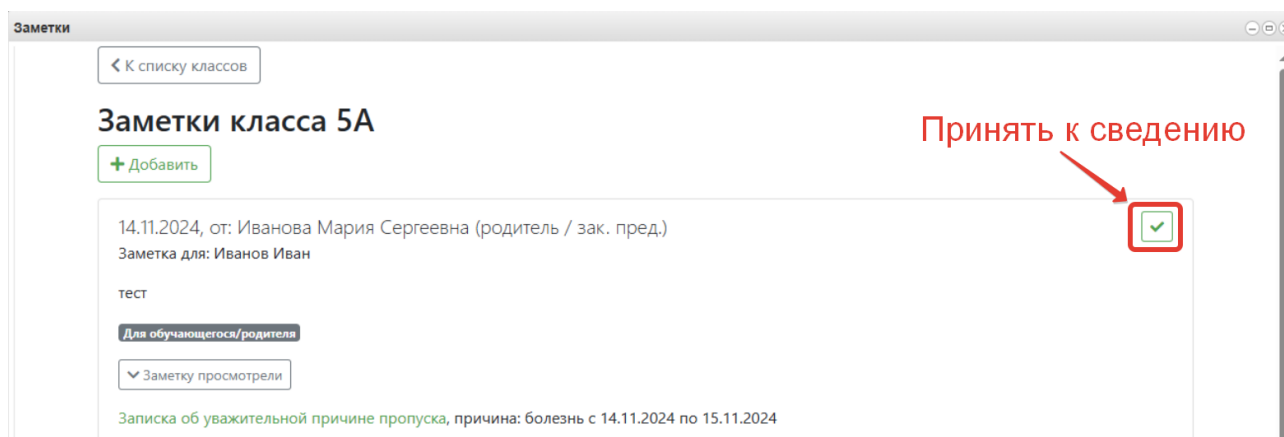 Заметки
К списку классов
Заметки класса 5А
Принять к сведению
Добавить
14.11.2024, от: Иванова Мария Сергеевна (родитель / зак. пред.)
Заметка для: Иванов Иван
тест
Для обучающегося/родителя
Заметку просмотрели
Записка об уважительной причине пропуска, причина: болезнь с 14.11.2024 по 15.11.2024